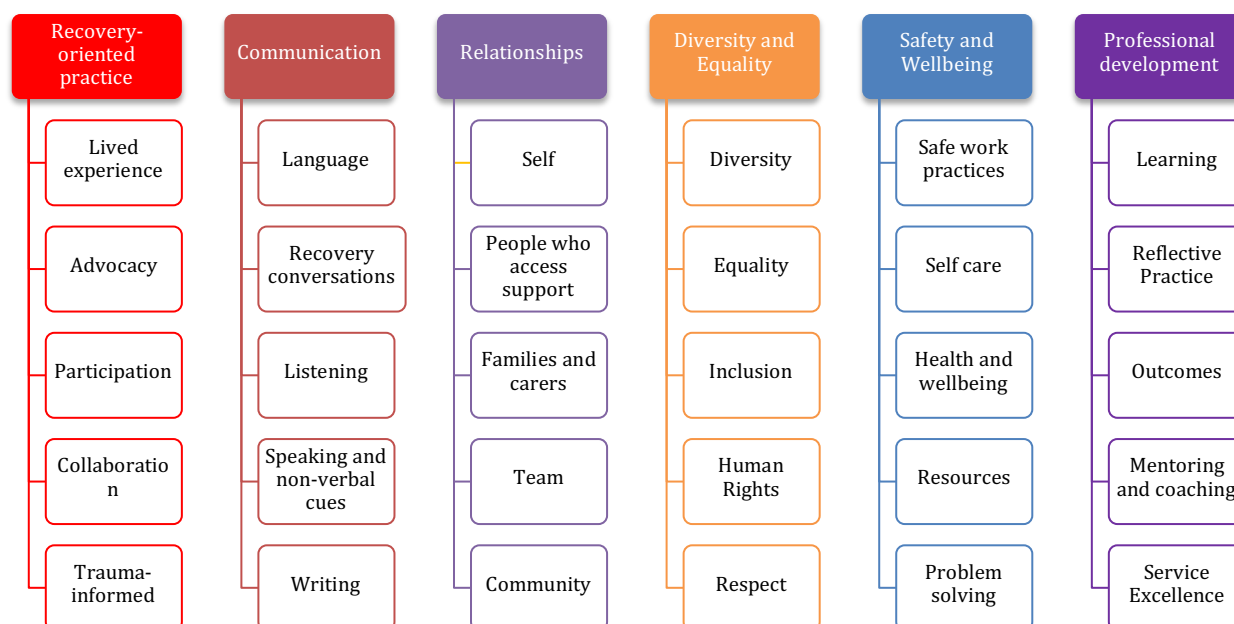 Recovery-
oriented
practice
Lived
experience
Advocacy
Participation
Collaboratio
n
Trauma-
informed
Communication
Language
Recovery
conversations
Listening
Speaking and
non-verbal
cues
Writing
Relationships
Self
People who
access
support
Families and
carers
Team
Community
Diversity and
Equality
Diversity
Equality
Inclusion
Human
Rights
Respect
Safety and
Wellbeing
Safe work
practices
Self care
Health and
wellbeing
Resources
Problem
solving
Professional
development
Learning
Reflective
Practice
Outcomes
Mentoring
and coaching
Service
Excellence